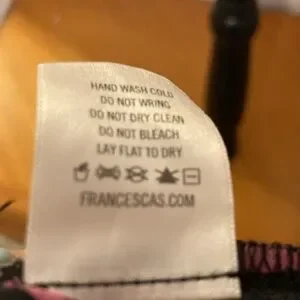 HAND WASH COLD
DO NOT WRING
DO NOT DRY CLEAN
DO NOT BLEACH
LAY FLAT TO DRY
FRANCESCAS.COM